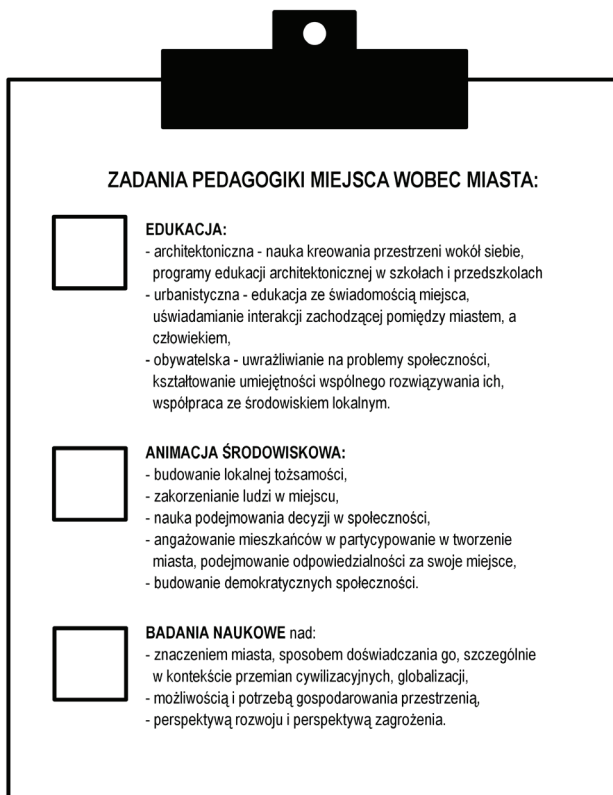 ZADANIA PEDAGOGIKI MIEJSCA WOBEC MIASTA:
EDUKACJA:
- architektoniczna - nauka kreowania przestrzeni wokół siebie,
programy edukacji architektonicznej w szkołach i przedszkolach
- urbanistyczna - edukacja ze świadomością miejsca,
uświadamianie interakcji zachodzącej pomiędzy miastem, a
człowiekiem,
- obywatelska - uwrażliwianie na problemy społeczności,
kształtowanie umiejętności wspólnego rozwiązywania ich,
współpraca ze środowiskiem lokalnym.
ANIMACJA ŚRODOWISKOWA:
- budowanie lokalnej tożsamości,
- zakorzenianie ludzi w miejscu,
- nauka podejmowania decyzji w społeczności,
- angażowanie mieszkańców w partycypowanie w tworzenie
miasta, podejmowanie odpowiedzialności za swoje miejsce,
- budowanie demokratycznych społeczności.
BADANIA NAUKOWE nad:
- znaczeniem miasta, sposobem doświadczania go, szczególnie
w kontekście przemian cywilizacyjnych, globalizacji,
- możliwością i potrzebą gospodarowania przestrzenią,
- perspektywą rozwoju i perspektywą zagrożenia.